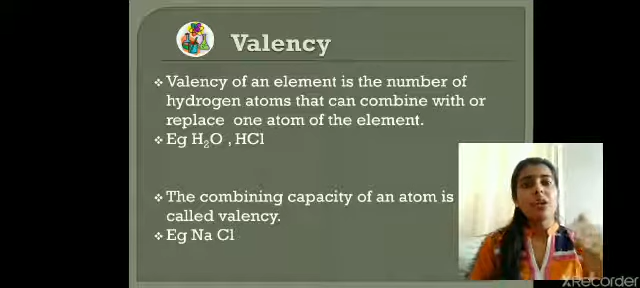 Valency
❖ Valency of an element is the number of
hydrogen atoms that can combine with or
replace one atom of the element.
❖ Eg H₂O , HCl
❖ The combining capacity of an atom is
called valency.
❖ Eg Na Cl
XRecorder